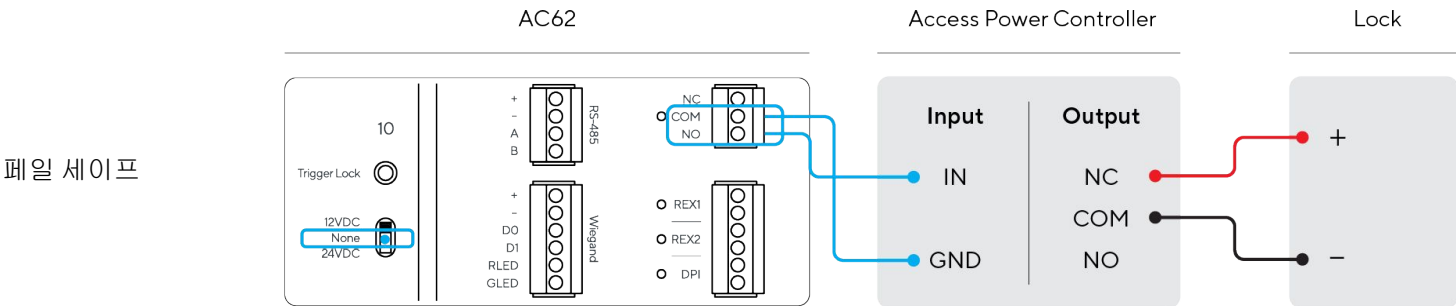 AC62
Access Power Controller
Lock
페일 세이프
10
Trigger Lock
12VDC
None
24VDC
+
-
A
B
RS-485
+
-
D0
D1
RLED
GLED
Wiegand
NC
COM
NO
REX1
REX2
DPI
Input
IN
GND
Output
NC
COM
NO
+
-